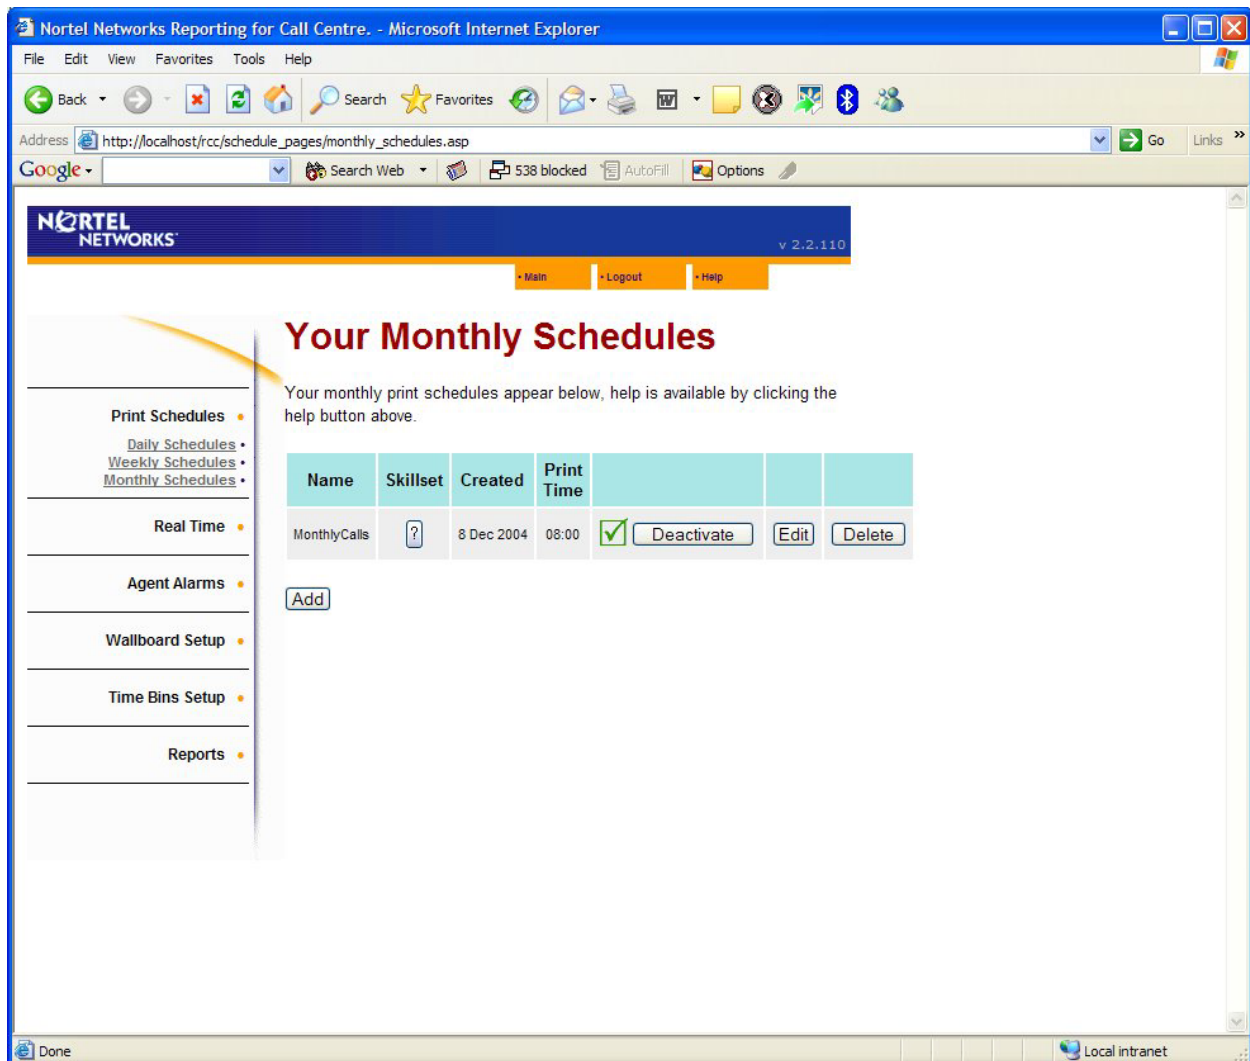 Nortel Networks Reporting for Call Centre. - Microsoft Internet Explorer
File Edit View Favorites Tools Help
Back Search Favorites
Address http://localhost/rcc/schedule_pages/monthly_schedules.asp Go Links »
Google Search Web 538 blocked AutoFill Options
NORTEL
NETWORKS
v 2.2.110
• Main • Logout • Help
Your Monthly Schedules
Your monthly print schedules appear below, help is available by clicking the
help button above.
Print Schedules •
Daily Schedules •
Weekly Schedules •
Monthly Schedules •
Real Time •
Agent Alarms •
Wallboard Setup •
Time Bins Setup •
Reports •
Name Skillset Created Print Time
MonthlyCalls ? 8 Dec 2004 08:00 Deactivate Edit Delete
Add
Done Local intranet